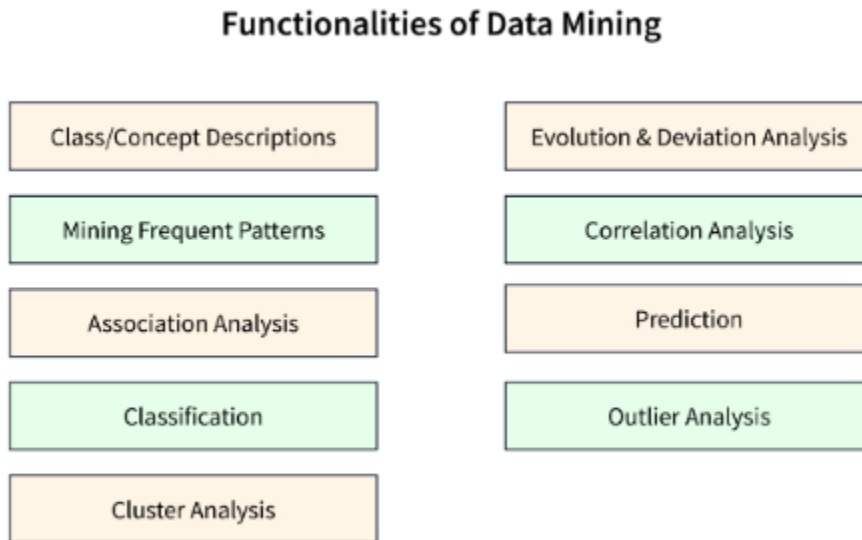 Functionalities of Data Mining
Class/Concept Descriptions
Mining Frequent Patterns
Association Analysis
Classification
Cluster Analysis
Evolution & Deviation Analysis
Correlation Analysis
Prediction
Outlier Analysis